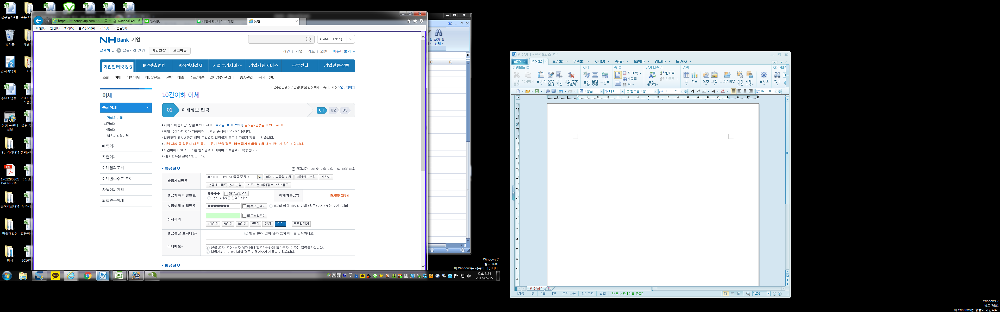 근무일지4월
휴지통
감사계약체...
주유소명절...
삼성 프린터
진단
예금거래내역
1702280301
TS(CNS GA...
급여지급내역
매출매입장
임시
https://ibz.nonghyup.com
National Ag...
NAVER
세일석유 : 네이버 메일
농협
파일(F) 편집(E) 보기(V) 즐겨찾기(A) 도구(T) 도움말(H)
NH Bank 기업
Global Banking
장세희 님 남은시간 09:39 시간연장 로그아웃
개인 기업 카드 외환 메뉴더보기
기업인터넷뱅킹 IBZ맞춤뱅킹 B2B전자결제 기업부가서비스 기업지원서비스 소호센터 기업전용상품
조회 이체 대량이체 예금/펀드 신탁 대출 수표/어음 결재/승인관리 이용자관리 공과금센터
기업종합금융 > 기업인터넷뱅킹 > 이체 > 즉시이체 > 10건이하이체
이체
즉시이체
· 10건이하이체
· 다건이체
· 그룹이체
· 10억초과타행이체
예약이체
지연이체
이체결과조회
이체별수수료 조회
자동이체관리
퇴직연금이체
10건이하 이체
01 이체정보 입력 01 02 03
서비스 이용시간: 평일 00:30~24:00, 토요일 00:30~24:00, 일요일/공휴일 00:30~24:00
최대 10건까지 추가 가능하며, 입력된 순서에 따라 처리됩니다.
입금통장 표시내용은 해당 은행별로 입력글자 모두 인자되지 않을 수 있습니다.
이체 처리 중 컴퓨터 다운 등의 오류가 있을 경우 "입출금거래내역조회"에서 반드시 확인 바랍니다.
10건이하 이체 서비스는 합계금액에 대하여 소액결제가 적용됩니다.
*표시항목은 선택사항입니다.
· 출금정보 현재시간 : 2017년 05월 25일 15시 33분 34초
출금계좌번호 317-0011-1121-51 금곡주유소 이체가능금액조회 이체한도조회 계산기
출금계좌목록 순서 변경 자주쓰는 이체정보 조회/등록
출금계좌 비밀번호 마우스입력기 이체가능금액 15,080,287원
숫자 4자리를 입력하세요.
자금이체 비밀번호 마우스입력기 5자리 이상 10자리 이내 (영문+숫자) 또는 숫자 6자리
이체금액 마우스입력기
100만원 50만원 10만원 5만원 만원 정정 금액입력기
출금통장 표시내용* 한글 10자, 영어/숫자 20자 이내로 입력하세요.
이체메모*
한글 20자, 영어/숫자 40자 이내 입력가능하며 특수문자, 한자는 입력불가합니다.
입금계좌가 가상계좌일 경우 이체메모가 기록되지 않습니다.
· 입금정보
및 찾기 및
선택
Q R
Windows 7
빌드 7601
이 Windows는 정품이 아닙니다.
오후 3:34
2017-05-25
빈 문서 1 - 한컴오피스 한글
파일(F) 편집(E) 보기(U) 입력(D) 서식(J) 쪽(W) 보안(R) 검토(H) 도구(K)
클립보드 서식 쪽 글자 바꾸기 입력 찾기/바꾸
오려
두기
복사하기
붙이기
모양
복사
모두
선택
조판 부호
지우기
글자
모양
문단
모양
스타일
쪽 여백
바탕쪽
단
글자
바꾸기
한자로
한글로
표
차트
도형
그림
그리기마당
개체
선택
개체
보호
문자표
찾기
바탕글 대표 함초롬바탕 10.0 pt 가 가 가 가 가 160 %
빈 문서 1
1/1쪽 1단 1줄 1칸 문단 나눔 1/1 구역 삽입 변경 내용 [기록 중지] 102%
Windows 7
빌드 7601
이 Windows는 정품이 아닙니다.